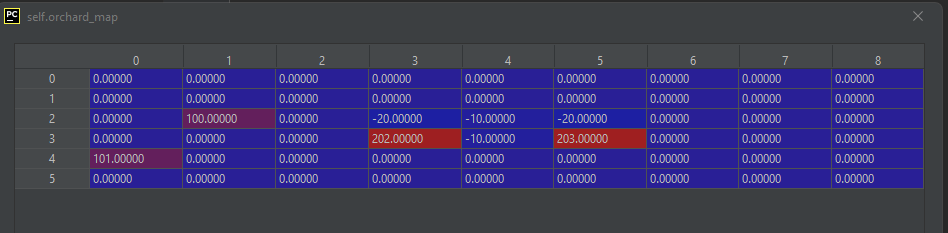 PC self.orchard_map
0 1 2 3 4 5 6 7 8
0 0.00000 0.00000 0.00000 0.00000 0.00000 0.00000 0.00000 0.00000 0.00000
1 0.00000 0.00000 0.00000 0.00000 0.00000 0.00000 0.00000 0.00000 0.00000
2 0.00000 100.00000 0.00000 -20.00000 -10.00000 -20.00000 0.00000 0.00000 0.00000
3 0.00000 0.00000 0.00000 202.00000 -10.00000 203.00000 0.00000 0.00000 0.00000
4 101.00000 0.00000 0.00000 0.00000 0.00000 0.00000 0.00000 0.00000 0.00000
5 0.00000 0.00000 0.00000 0.00000 0.00000 0.00000 0.00000 0.00000 0.00000